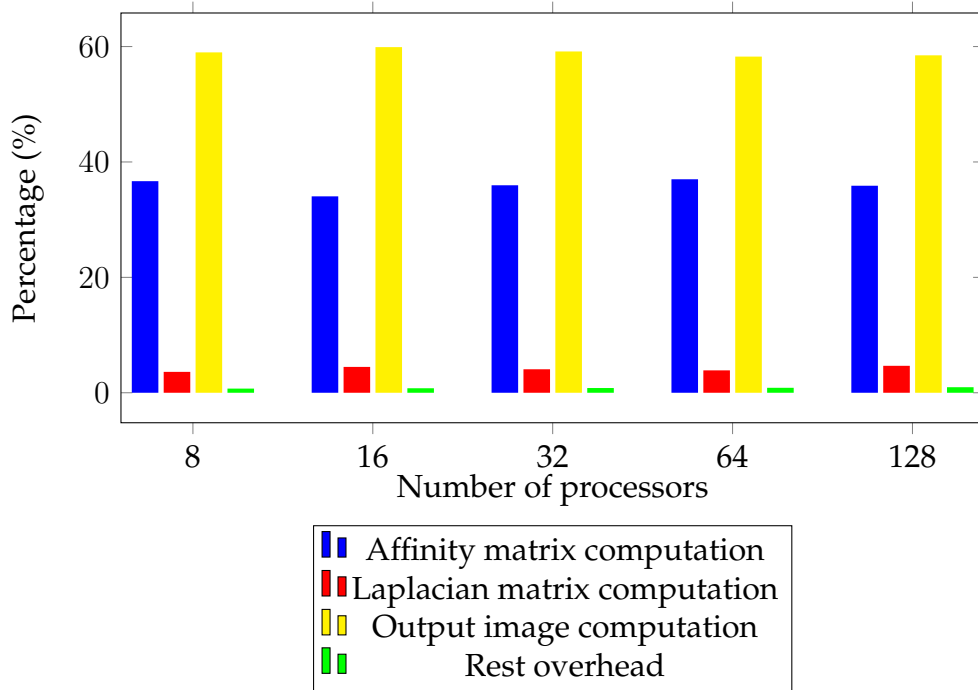 Percentage (%)
60
40
20
0
8 16 32 64 128
Number of processors
Affinity matrix computation
Laplacian matrix computation
Output image computation
Rest overhead